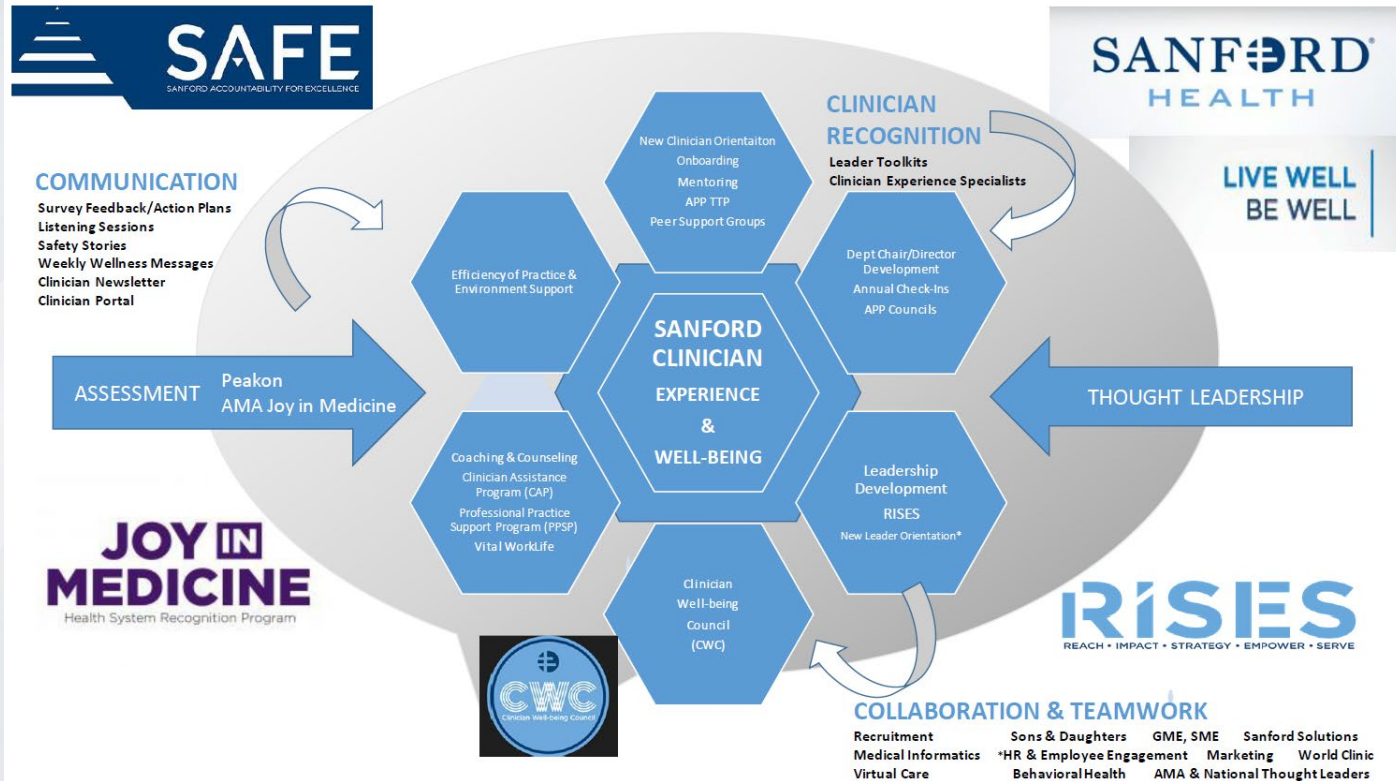 SAFE
SANFORD ACCOUNTABILITY FOR EXCELLENCE
SANFORD®
HEALTH
LIVE WELL
BE WELL
COMMUNICATION
Survey Feedback/Action Plans
Listening Sessions
Safety Stories
Weekly Wellness Messages
Clinician Newsletter
Clinician Portal
New Clinician Orientaiton
Onboarding
Mentoring
APP TTP
Peer Support Groups
CLINICIAN
RECOGNITION
Leader Toolkits
Clinician Experience Specialists
Efficiency of Practice &
Environment Support
Dept Chair/Director
Development
Annual Check-Ins
APP Councils
SANFORD
CLINICIAN
EXPERIENCE
&
WELL-BEING
ASSESSMENT
Peakon
AMA Joy in Medicine
THOUGHT LEADERSHIP
Coaching & Counseling
Clinician Assistance
Program (CAP)
Professional Practice
Support Program (PPSP)
Vital WorkLife
Leadership
Development
RISES
New Leader Orientation*
Clinician
Well-being
Council
(CWC)
JOY IN
MEDICINE
Health System Recognition Program
CWC
Clinician Well-being Council
RISES
REACH • IMPACT • STRATEGY • EMPOWER • SERVE
COLLABORATION & TEAMWORK
Recruitment Sons & Daughters GME, SME Sanford Solutions
Medical Informatics *HR & Employee Engagement Marketing World Clinic
Virtual Care Behavioral Health AMA & National Thought Leaders